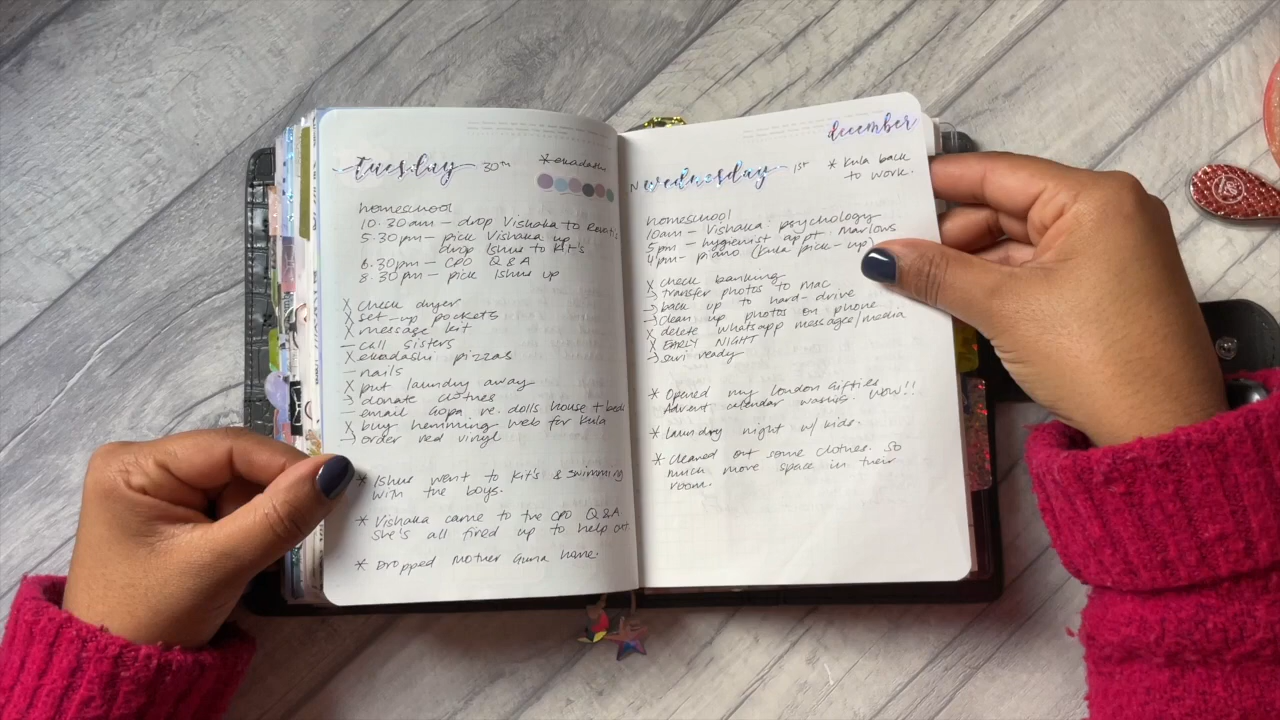 tuesday 30th *ekadashi
homeschool
10.30am - drop Vishaka to
5.30pm - pick Vishaka up
drop Ishus to Kit's
6.30pm - CPO Q & A
8.30pm - pick Ishus up
X check dryer
X set-up pockets
X message kit
- call sisters
X ekadashi pizzas
- nails
X put laundry away
→ donate clothes
- email Gopa re. dolls house + beds
X buy hemming web for Kula
→ order red vinyl
* Ishus went to Kit's & swimming
with the boys.
* Vishaka came to the CPO Q & A
She's all fired up to help out.
* Dropped Mother Guna home.
december
wednesday 1st * Kula back
to work.
homeschool
10am - Vishaka psychology
5pm - hygienist appt Marlows
4pm - piano (Kula pick-up)
X check banking
→ transfer photos to Mac
→ back up to hard-drive
→ clean up photos on phone
X delete whatsapp messages/media
X EARLY NIGHT
→ sari ready
* Opened my London Gifties
Advent calendar washis. WOW!!
* laundry night w/ kids.
* Cleaned out some clothes. So
much more space in their
room.